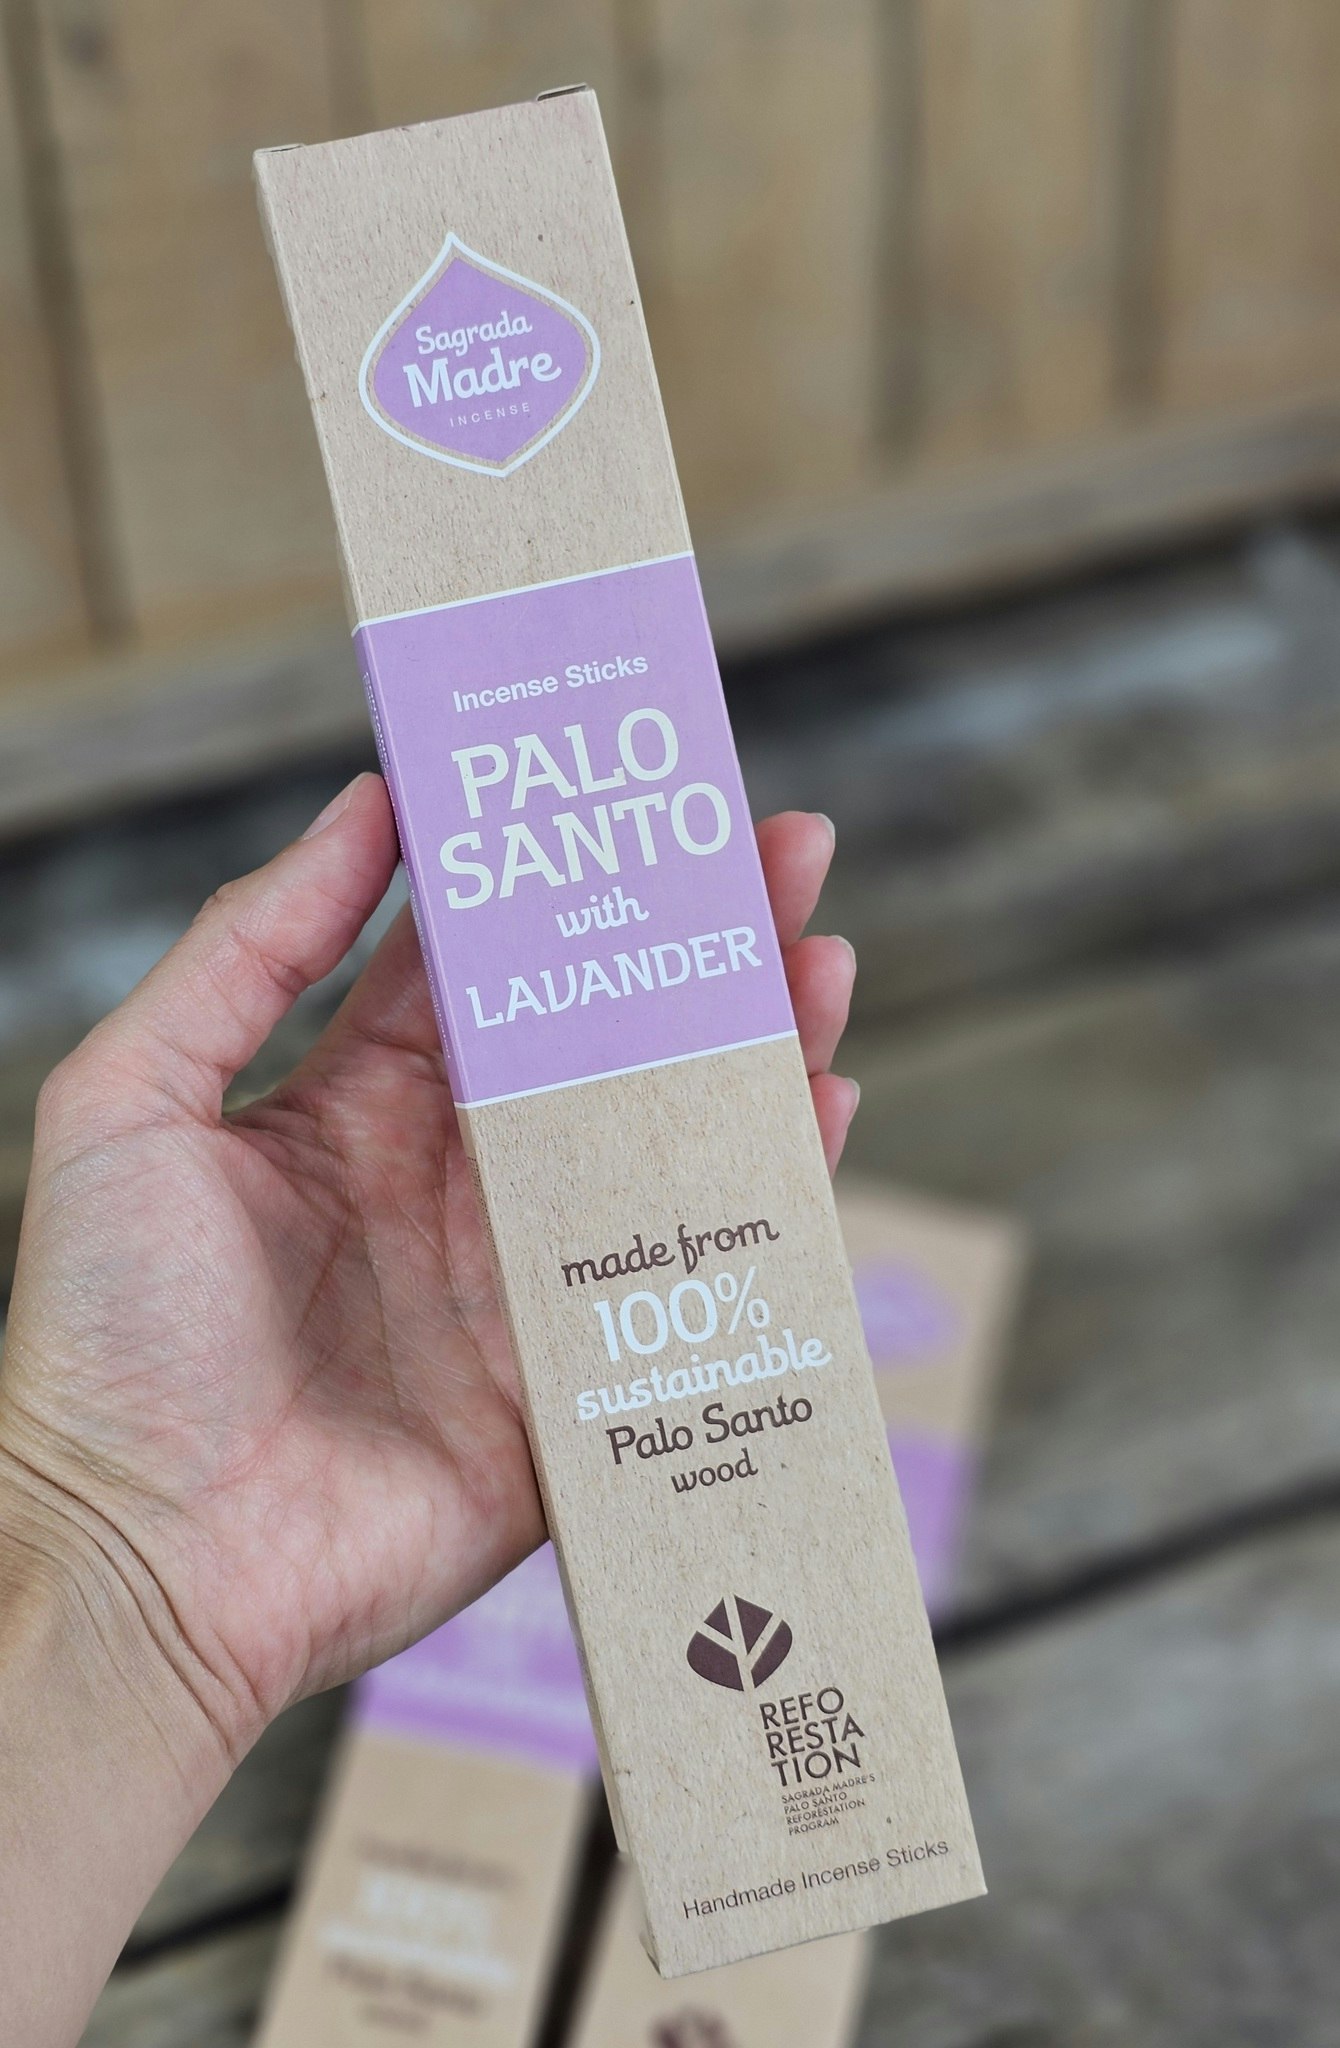 Sagrada
Madre
INCENSE
Incense Sticks
PALO
SANTO
with
LAVANDER
made from
100%
sustainable
Palo Santo
wood
REFO
RESTA
TION
SAGRADA MADRE'S
PALO SANTO
REFORESTATION
PROGRAM
Handmade Incense Sticks